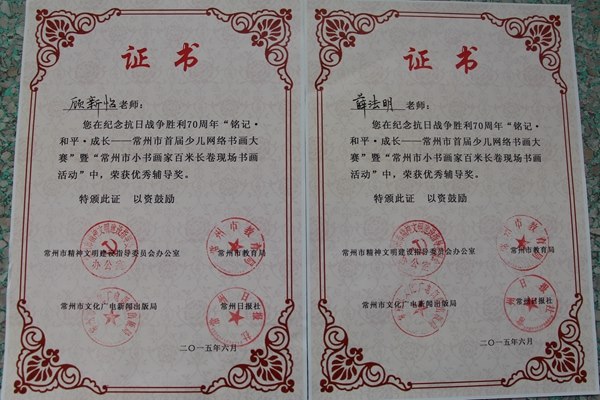 证 书
顾新怡老师：
您在纪念抗日战争胜利70周年“铭记·
和平·成长——常州市首届少儿网络书画大
赛”暨“常州市小书画家百米长卷现场书画
活动”中，荣获优秀辅导奖。
特颁此证 以资鼓励
常州市精神文明建设指导委员会办公室
常州市教育局
常州市文化广电新闻出版局
常州日报社
二〇一五年六月
证 书
薛法明老师：
您在纪念抗日战争胜利70周年“铭记·
和平·成长——常州市首届少儿网络书画大
赛”暨“常州市小书画家百米长卷现场书画
活动”中，荣获优秀辅导奖。
特颁此证 以资鼓励
常州市精神文明建设指导委员会办公室
常州市教育局
常州市文化广电新闻出版局
常州日报社
二〇一五年六月